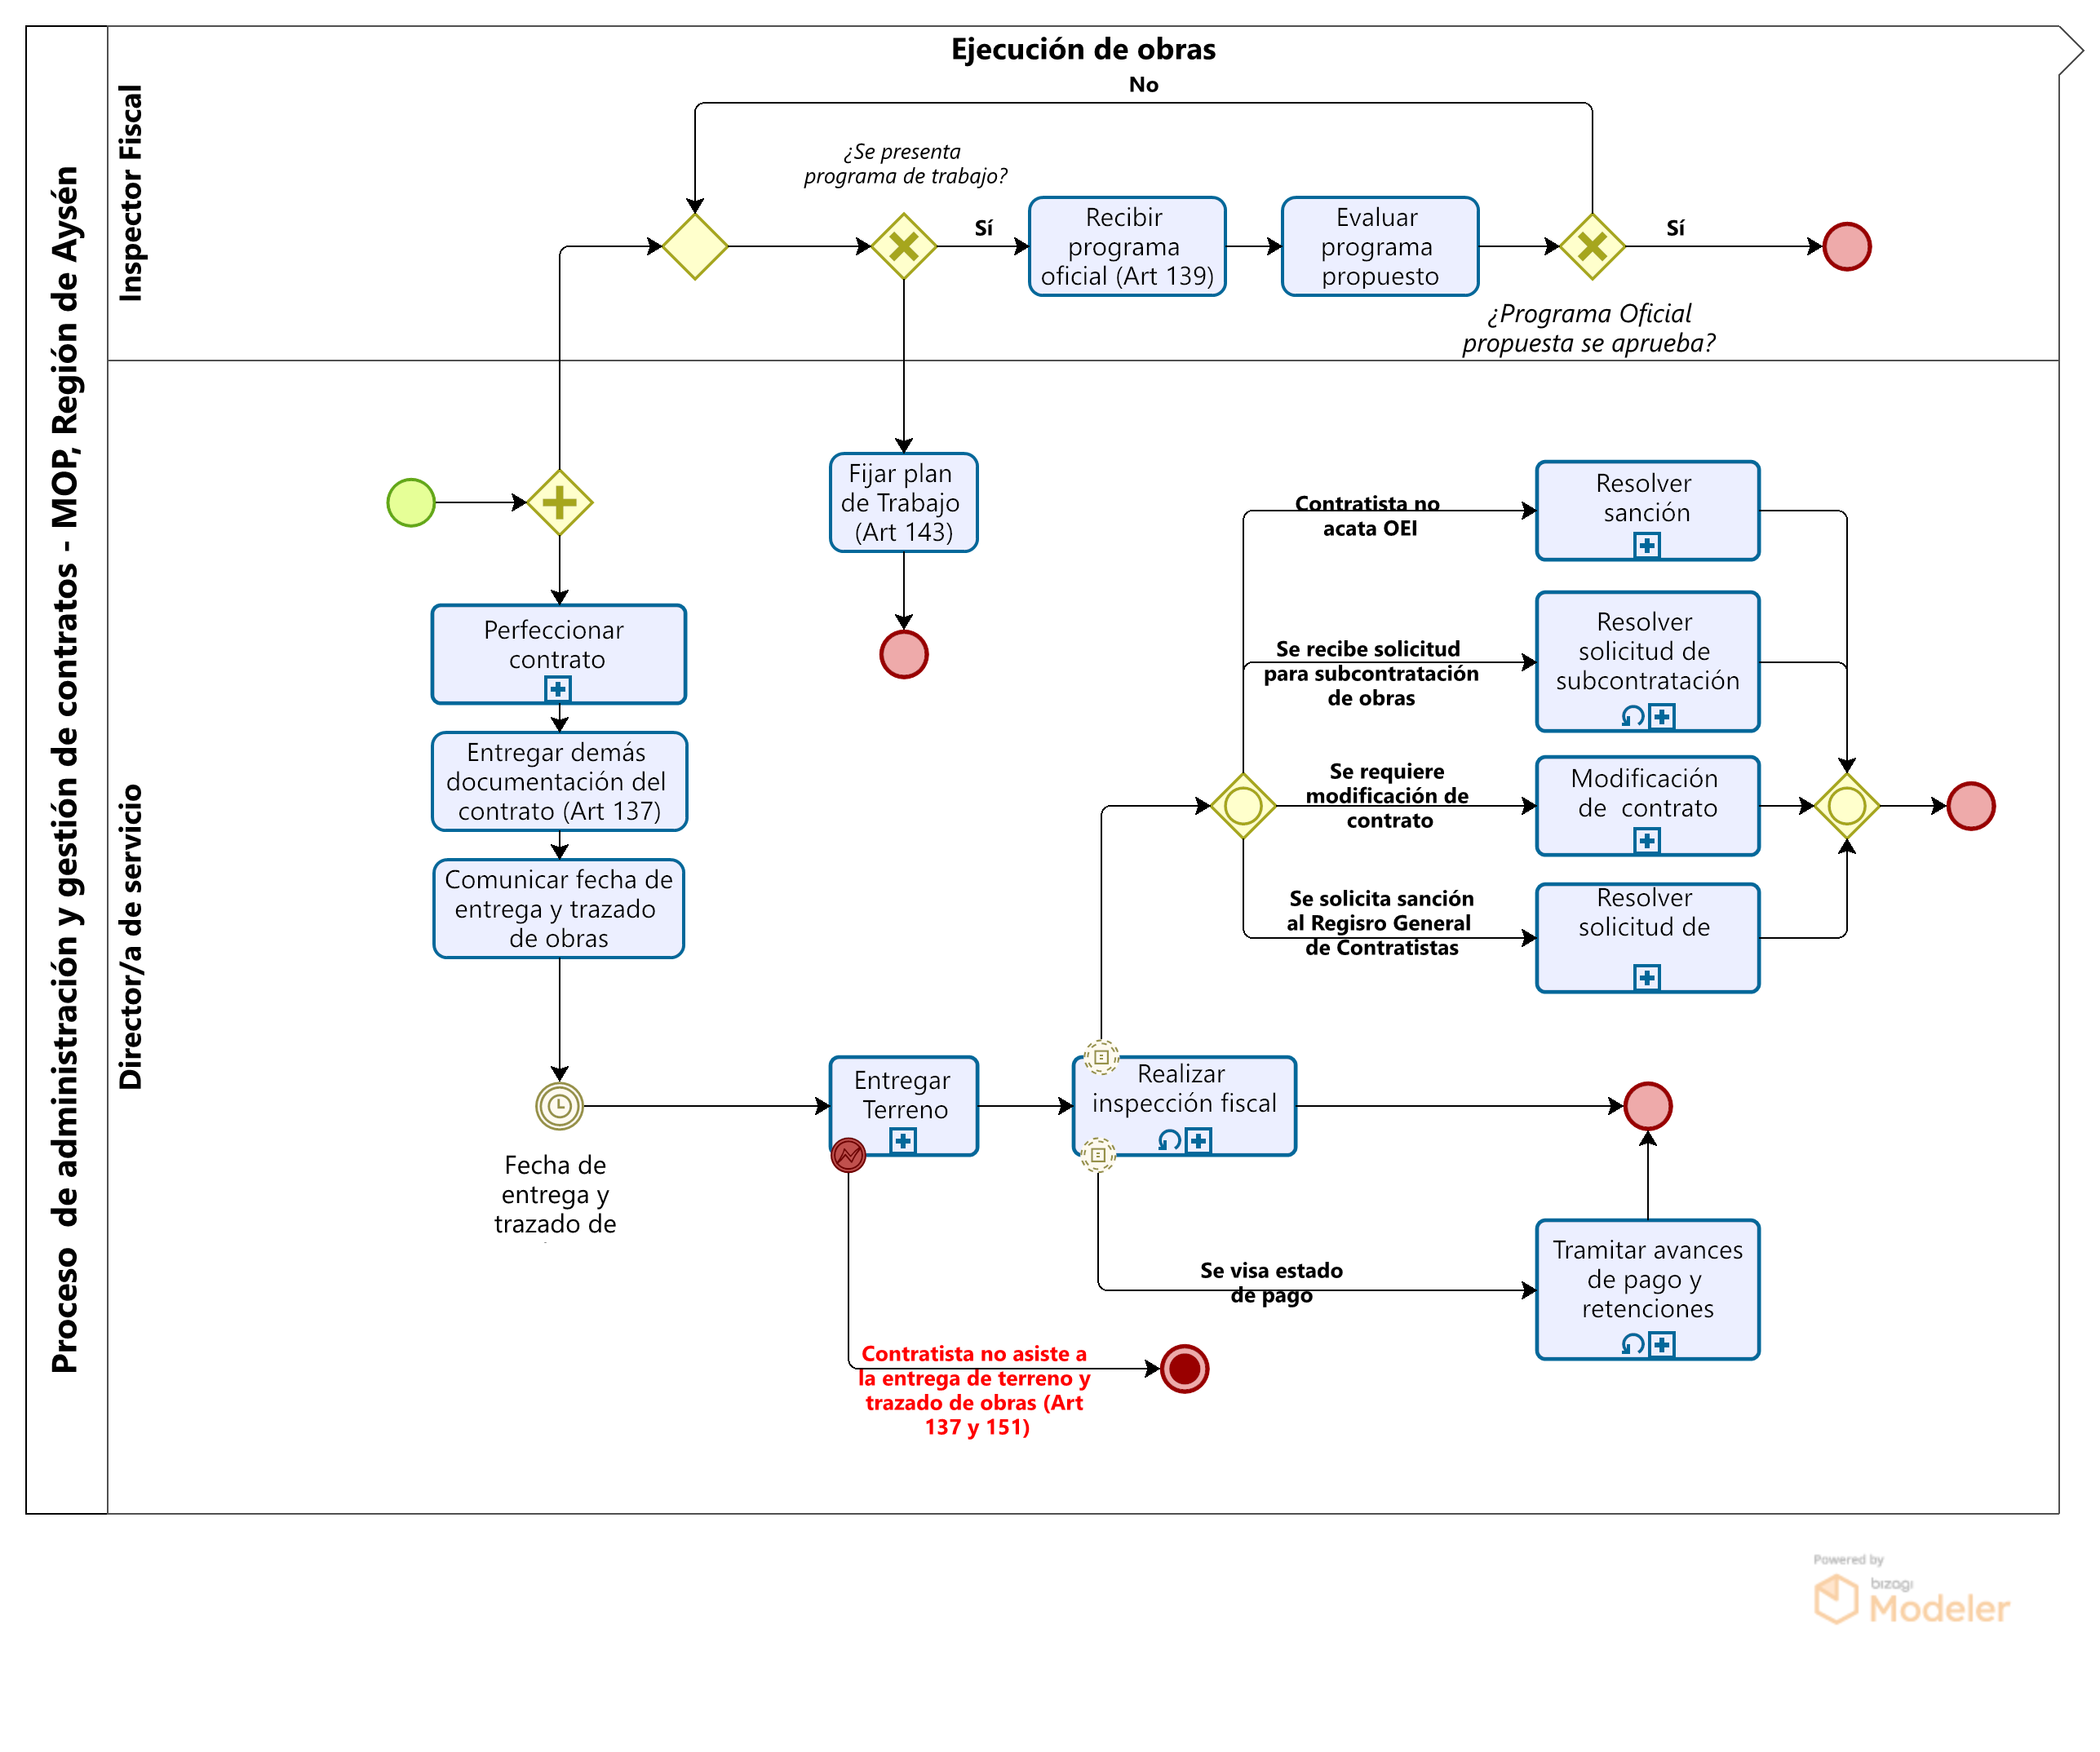 Ejecución de obras
Proceso de administración y gestión de contratos - MOP, Región de Aysén
Inspector Fiscal
No
¿Se presenta
programa de trabajo?
Sí
Recibir
programa
oficial (Art 139)
Evaluar
programa
propuesto
Sí
¿Programa Oficial
propuesta se aprueba?
Director/a de servicio
Fijar plan
de Trabajo
(Art 143)
Perfeccionar
contrato
Entregar demás
documentación del
contrato (Art 137)
Comunicar fecha de
entrega y trazado
de obras
Fecha de
entrega y
trazado de
Contratista no
acata OEI
Resolver
sanción
Se recibe solicitud
para subcontratación
de obras
Resolver
solicitud de
subcontratación
Se requiere
modificación de
contrato
Modificación
de contrato
Se solicita sanción
al Regisro General
de Contratistas
Resolver
solicitud de
Entregar
Terreno
Realizar
inspección fiscal
Se visa estado
de pago
Tramitar avances
de pago y
retenciones
Contratista no asiste a
la entrega de terreno y
trazado de obras (Art
137 y 151)
Powered by
bizagi
Modeler